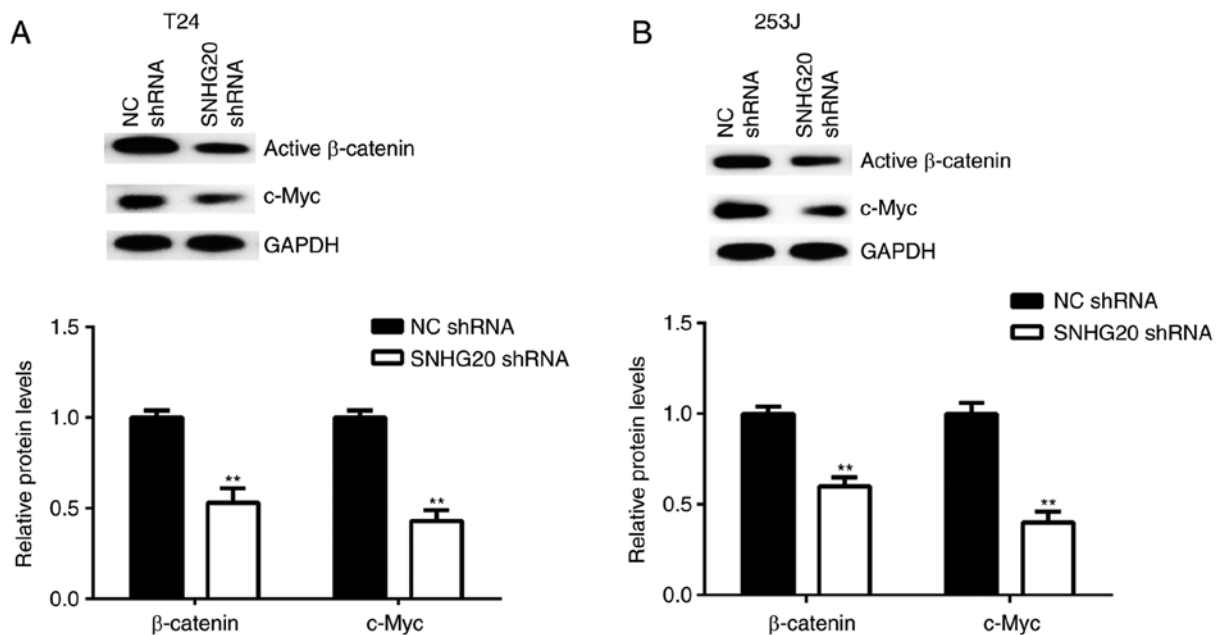 A
T24
NC
shRNA
SNHG20
shRNA
Active β-catenin
c-Myc
GAPDH
NC shRNA
SNHG20 shRNA
Relative protein levels
1.5
1.0
0.5
0.0
**
**
β-catenin
c-Myc
B
253J
NC
shRNA
SNHG20
shRNA
Active β-catenin
c-Myc
GAPDH
NC shRNA
SNHG20 shRNA
Relative protein levels
1.5
1.0
0.5
0.0
**
**
β-catenin
c-Myc